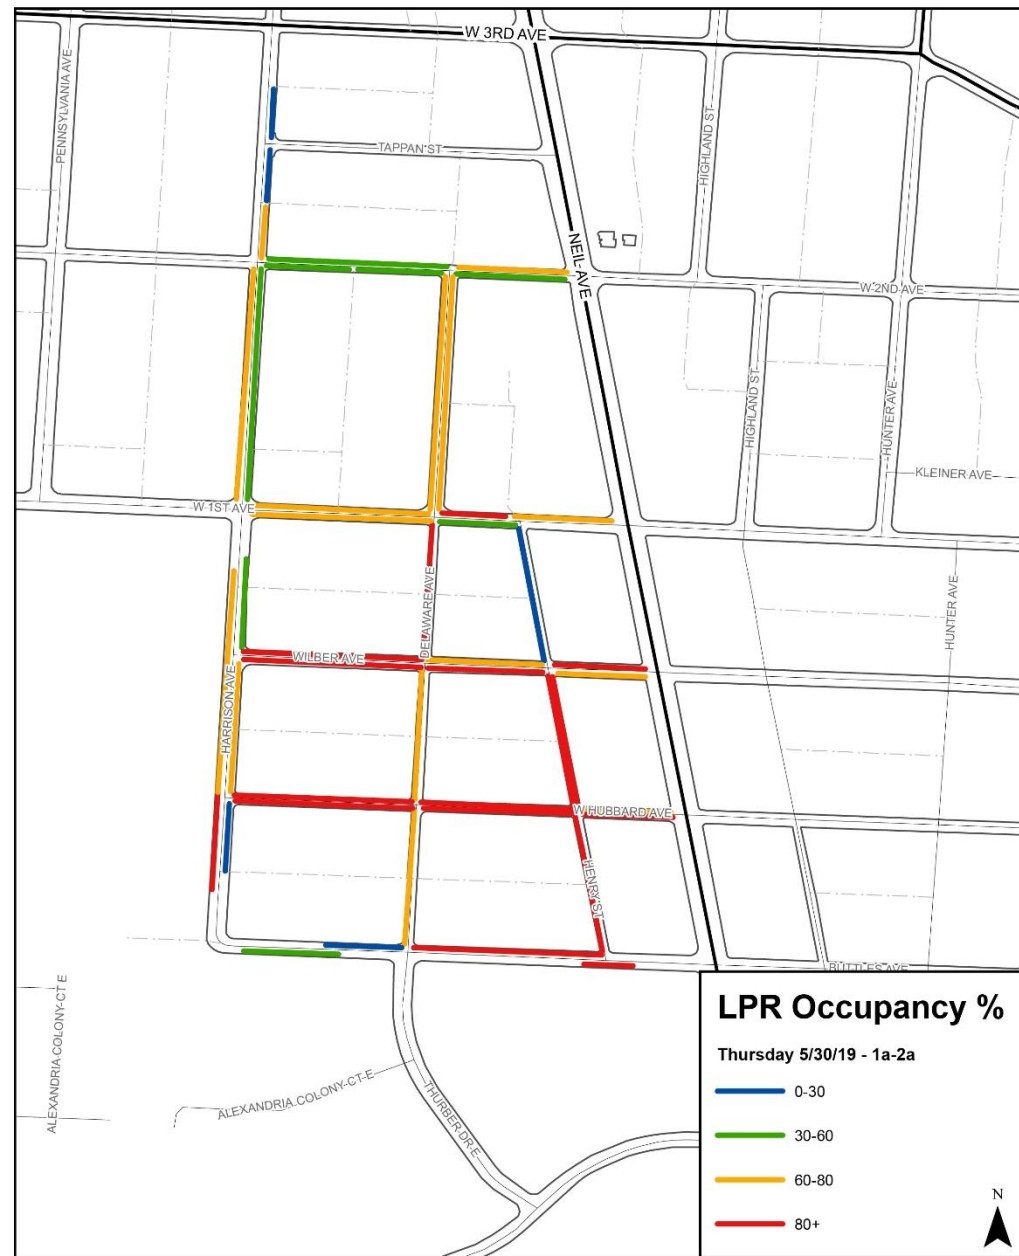 W 3RD AVE
PENNSYLVANIA AVE
TAPPAN ST
HIGHLAND ST
NEIL AVE
W 2ND AVE
HIGHLAND ST
HUNTER AVE
KLEINER AVE
W 1ST AVE
DELAWARE AVE
HUNTER AVE
WILBER AVE
HARRISON AVE
W HUBBARD AVE
HENRY ST
BUTTLES AVE
ALEXANDRIA COLONY CT E
ALEXANDRIA COLONY CT E
THURBER DR E
LPR Occupancy %
Thursday 5/30/19 - 1a-2a
0-30
30-60
60-80
80+
N